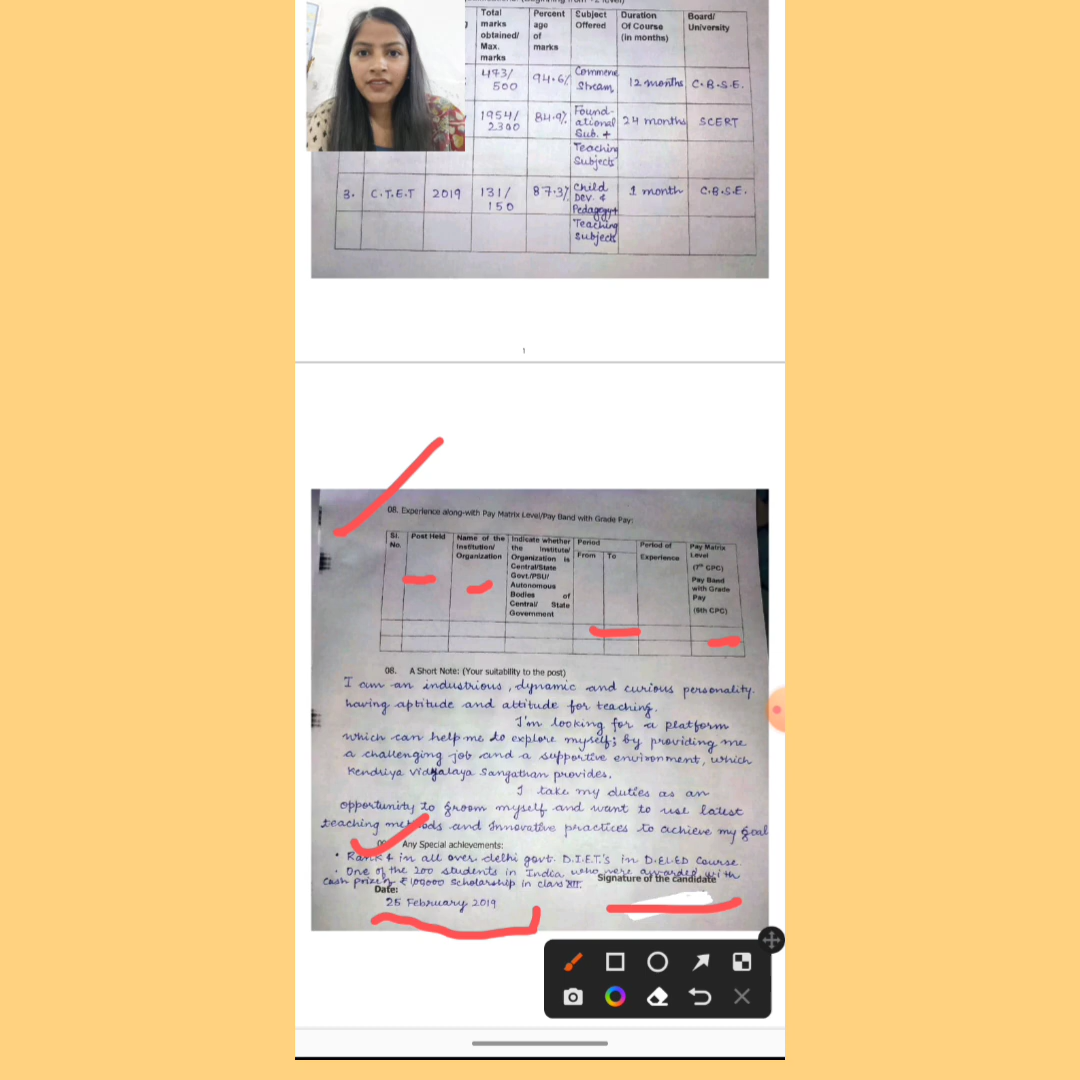 Total marks obtained/ Max. marks
Percent age of marks
Subject Offered
Duration Of Course (in months)
Board/ University
473/ 500
94.6%
Commerce Stream
12 months
C.B.S.E.
1954/ 2300
84.9%
Found- ational Sub. + Teaching Subjects
24 months
SCERT
3.
C.T.E.T
2019
131/ 150
87.3%
Child Dev. & Pedagogy+ Teaching Subjects
1 month
C.B.S.E.
1
08. Experience along-with Pay Matrix Level/Pay Band with Grade Pay:
Sl. No.
Post Held
Name of the Institution/ Organization
Indicate whether the Institute/ Organization is Central/State Govt./PSU/ Autonomous Bodies of Central/ State Government
Period
From
To
Period of Experience
Pay Matrix Level (7th CPC) Pay Band with Grade Pay (6th CPC)
08. A Short Note: (Your suitability to the post)
I am an industrious, dynamic and curious personality.
having aptitude and attitude for teaching.
I'm looking for a platform
which can help me to explore myself; by providing me
a challenging job and a supportive environment, which
Kendriya Vidyalaya Sangathan provides.
I take my duties as an
opportunity to groom myself and want to use latest
teaching methods and Innovative practices to achieve my goal
Any Special achievements:
• Rank 4 in all over delhi govt. D.I.E.T.'s in D.El.ED Course.
• One of the 200 students in India who were awarded with
cash prize of ₹100000 scholarship in class XII.
Signature of the candidate
Date:
25 February 2019